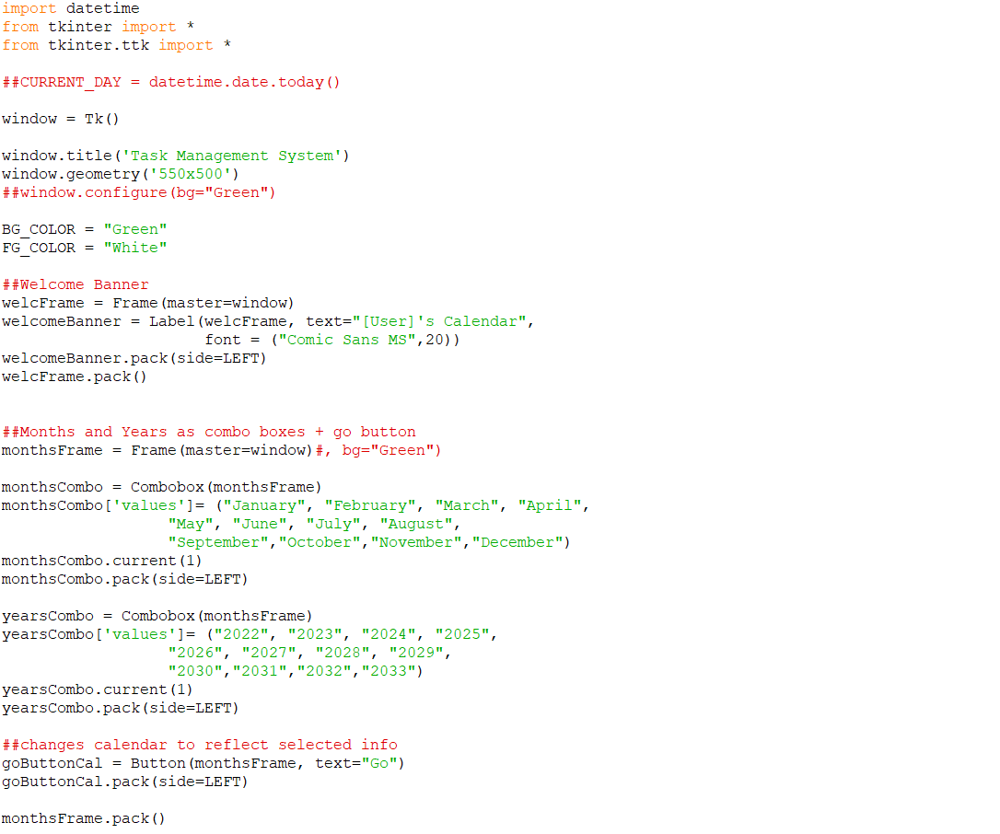 import datetime
from tkinter import *
from tkinter.ttk import *
##CURRENT_DAY = datetime.date.today()
window = Tk()
window.title('Task Management System')
window.geometry('550x500')
##window.configure(bg="Green")
BG_COLOR = "Green"
FG_COLOR = "White"
##Welcome Banner
welcFrame = Frame(master=window)
welcomeBanner = Label(welcFrame, text="[User]'s Calendar",
                      font = ("Comic Sans MS",20))
welcomeBanner.pack(side=LEFT)
welcFrame.pack()
##Months and Years as combo boxes + go button
monthsFrame = Frame(master=window)#, bg="Green")
monthsCombo = Combobox(monthsFrame)
monthsCombo['values']= ("January", "February", "March", "April",
                  "May", "June", "July", "August",
                  "September","October","November","December")
monthsCombo.current(1)
monthsCombo.pack(side=LEFT)
yearsCombo = Combobox(monthsFrame)
yearsCombo['values']= ("2022", "2023", "2024", "2025",
                  "2026", "2027", "2028", "2029",
                  "2030","2031","2032","2033")
yearsCombo.current(1)
yearsCombo.pack(side=LEFT)
##changes calendar to reflect selected info
goButtonCal = Button(monthsFrame, text="Go")
goButtonCal.pack(side=LEFT)
monthsFrame.pack()